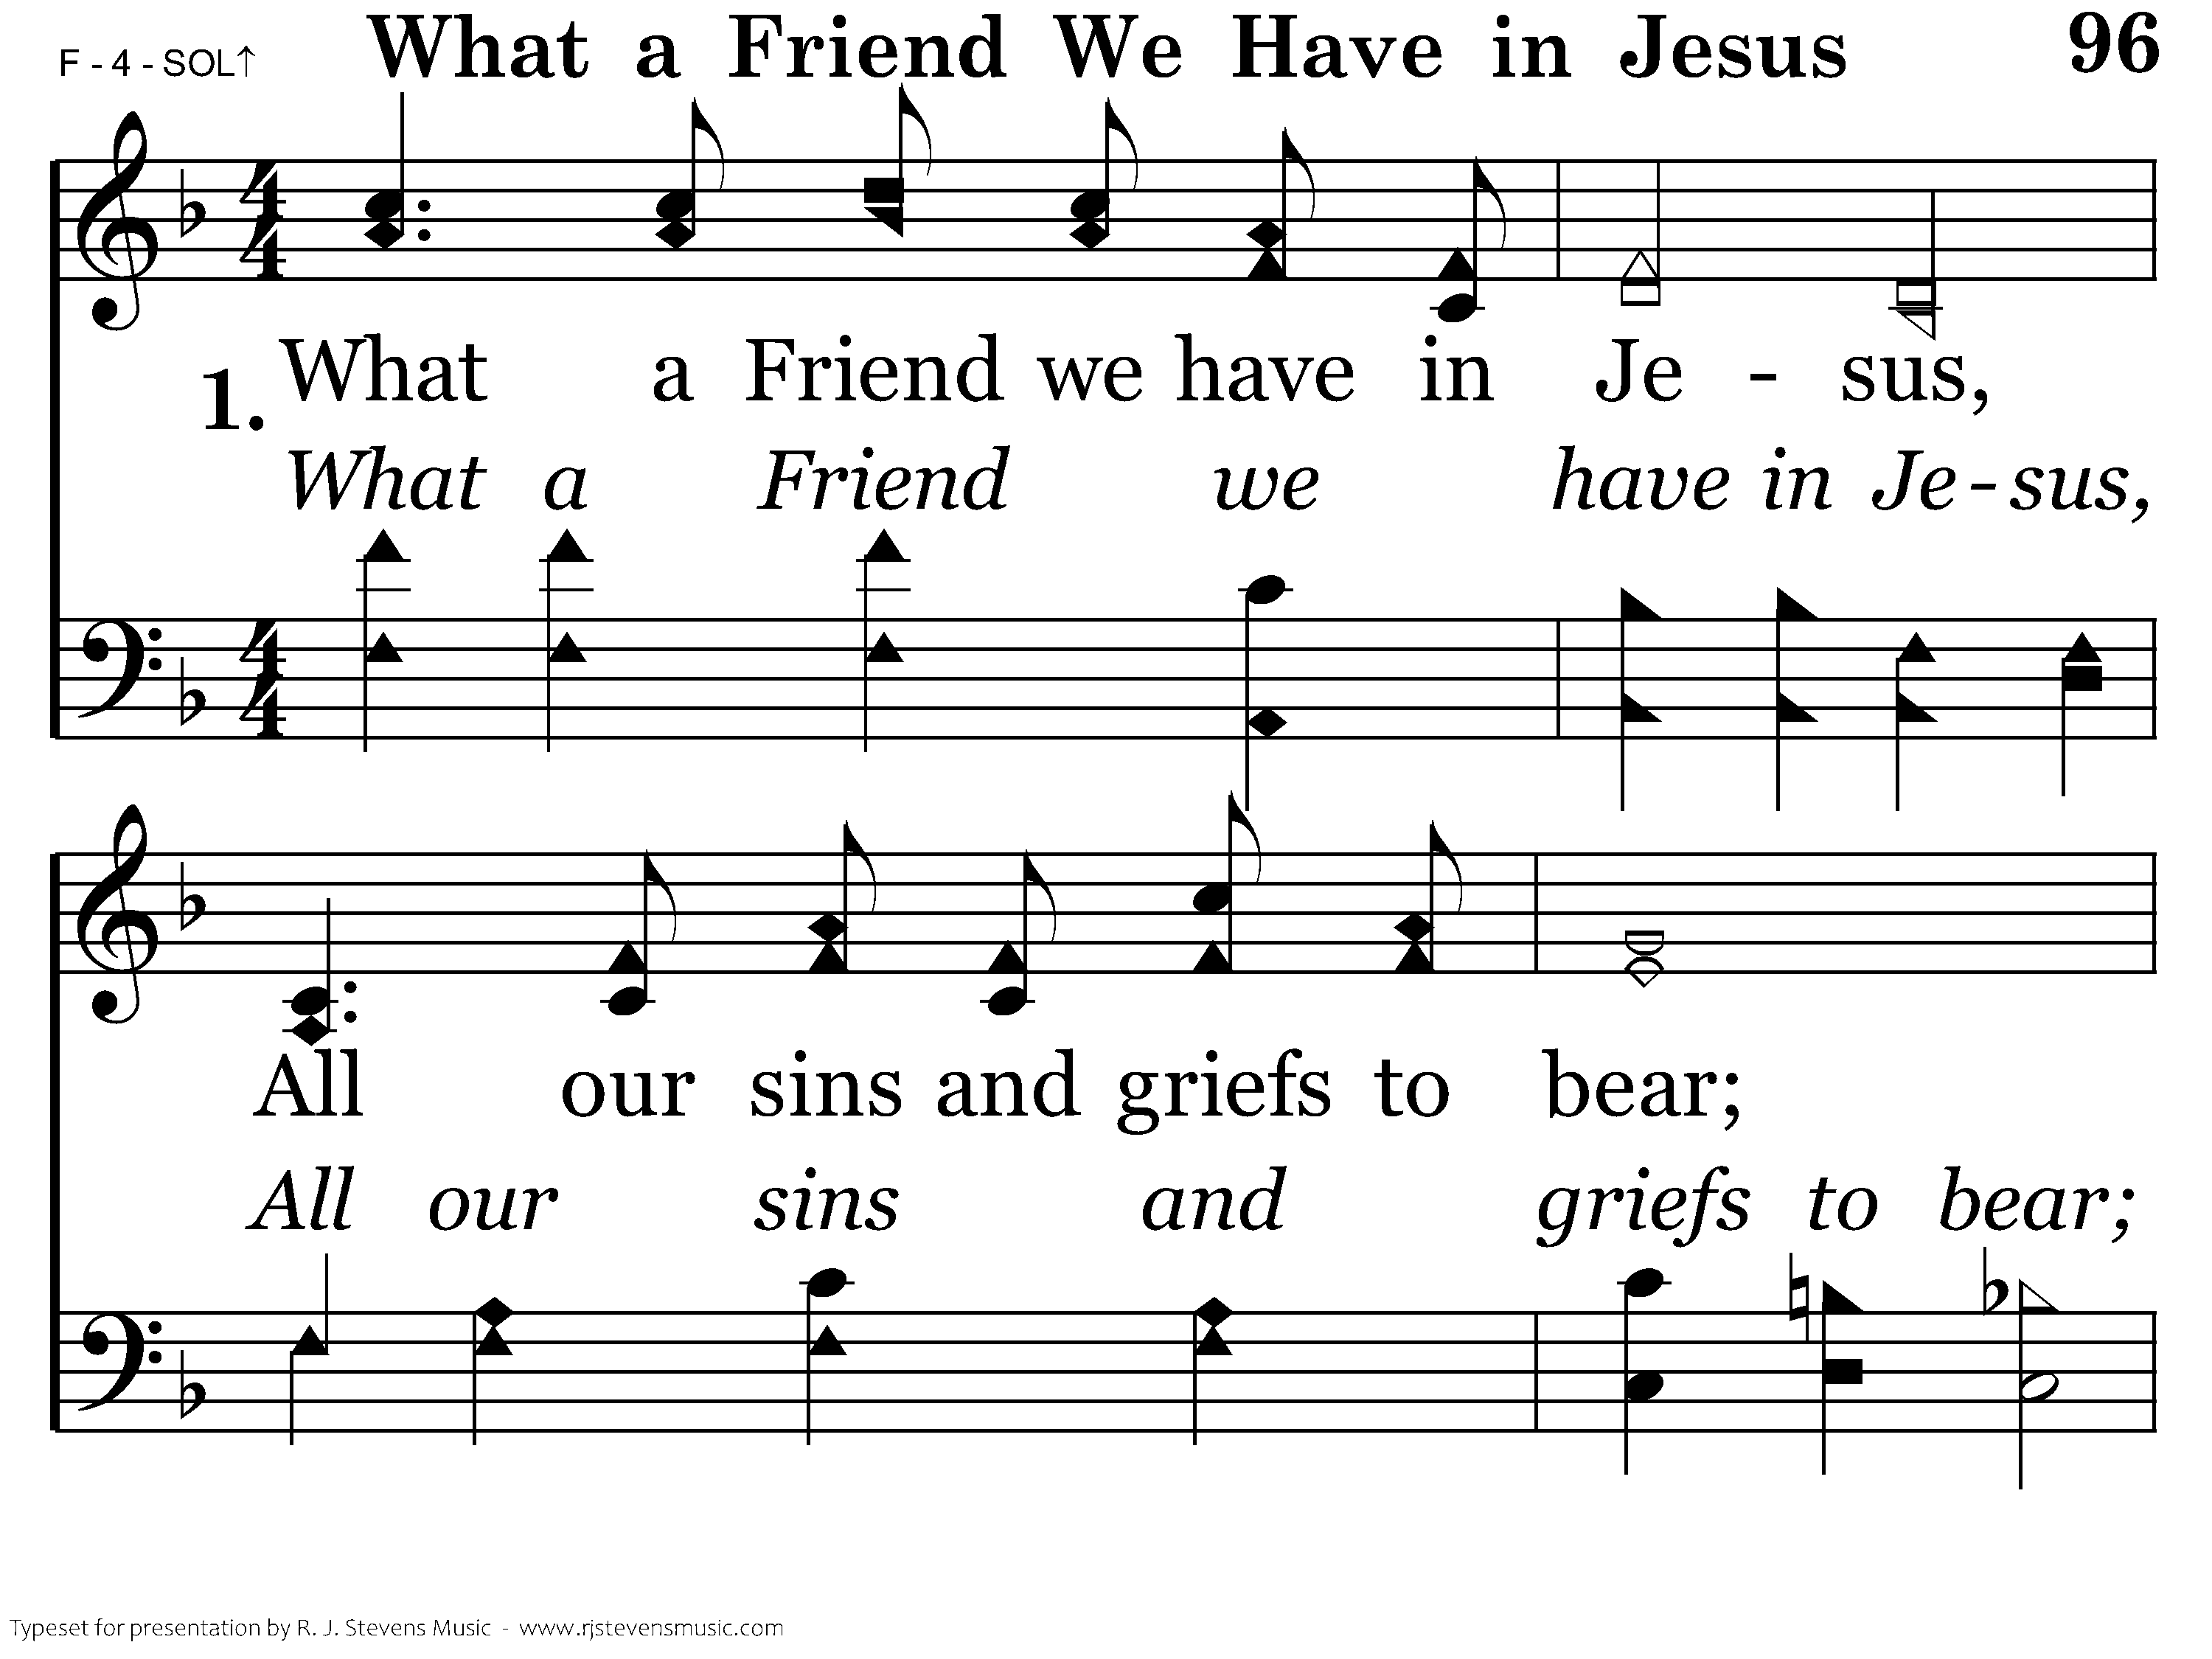 F - 4 - SOL↑ What a Friend We Have in Jesus 96
1. What a Friend we have in Je - sus,
What a Friend we have in Je - sus,
All our sins and griefs to bear;
All our sins and griefs to bear;
Typeset for presentation by R. J. Stevens Music - www.rjstevensmusic.com